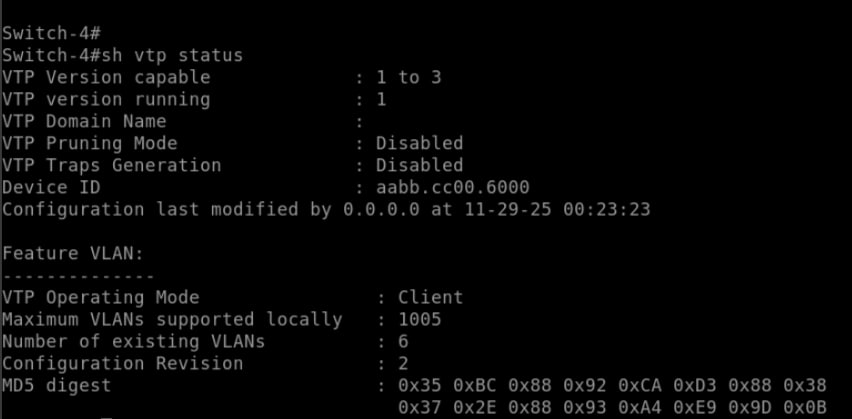 Switch-4#
Switch-4#sh vtp status
VTP Version capable             : 1 to 3
VTP version running             : 1
VTP Domain Name                 :
VTP Pruning Mode                : Disabled
VTP Traps Generation            : Disabled
Device ID                       : aabb.cc00.6000
Configuration last modified by 0.0.0.0 at 11-29-25 00:23:23

Feature VLAN:
--------------
VTP Operating Mode                : Client
Maximum VLANs supported locally   : 1005
Number of existing VLANs          : 6
Configuration Revision            : 2
MD5 digest                        : 0x35 0xBC 0x88 0x92 0xCA 0xD3 0x88 0x38
                                    0x37 0x2E 0x88 0x93 0xA4 0xE9 0x9D 0x0B